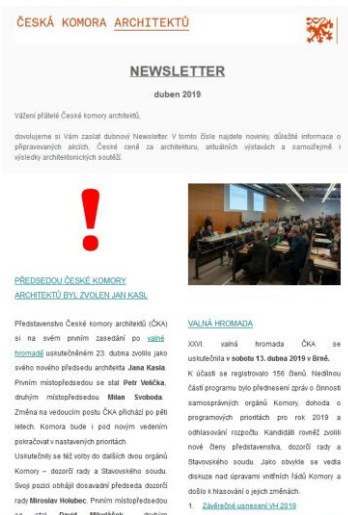 ČESKÁ KOMORA ARCHITEKTŮ
NEWSLETTER
duben 2019
Vážení přátelé České komory architektů,
dovolujeme si Vám zaslat dubnový Newsletter. V tomto čísle najdete novinky, důležité informace o
připravovaných akcích, České ceně za architekturu, aktuálních výstavách a samozřejmě i
výsledky architektonických soutěží.
!
PŘEDSEDOU ČESKÉ KOMORY
ARCHITEKTŮ BYL ZVOLEN JAN KASL
Představenstvo České komory architektů (ČKA)
si na svém prvním zasedání po valné
hromadě uskutečněném 23. dubna zvolilo jako
svého nového předsedu architekta Jana Kasla.
Prvním místopředsedou se stal Petr Velička,
druhým místopředsedou Milan Svoboda.
Změna na vedoucím postu ČKA přichází po pěti
letech. Komora bude i pod novým vedením
pokračovat v nastavených prioritách.
Uskutečnily se též volby do dalších dvou orgánů
Komory – dozorčí rady a Stavovského soudu.
Svoji pozici obhájil dosavadní předseda dozorčí
rady Miroslav Holubec. Prvním místopředsedou
se stal David Mikulášek, druhým
VALNÁ HROMADA
XXVI. valná hromada ČKA se
uskutečnila v sobotu 13. dubna 2019 v Brně.
K účasti se registrovalo 156 členů. Nedílnou
částí programu bylo přednesení zpráv o činnosti
samosprávných orgánů Komory, dohoda o
programových prioritách pro rok 2019 a
odhlasování rozpočtu. Kandidáti rovněž zvolili
nové členy představenstva, dozorčí rady a
Stavovského soudu. Jako obvykle se vedla
diskuze nad úpravami vnitřních řádů Komory a
došlo k hlasování o jejich změnách.
1. Závěrečné usnesení VH 2019